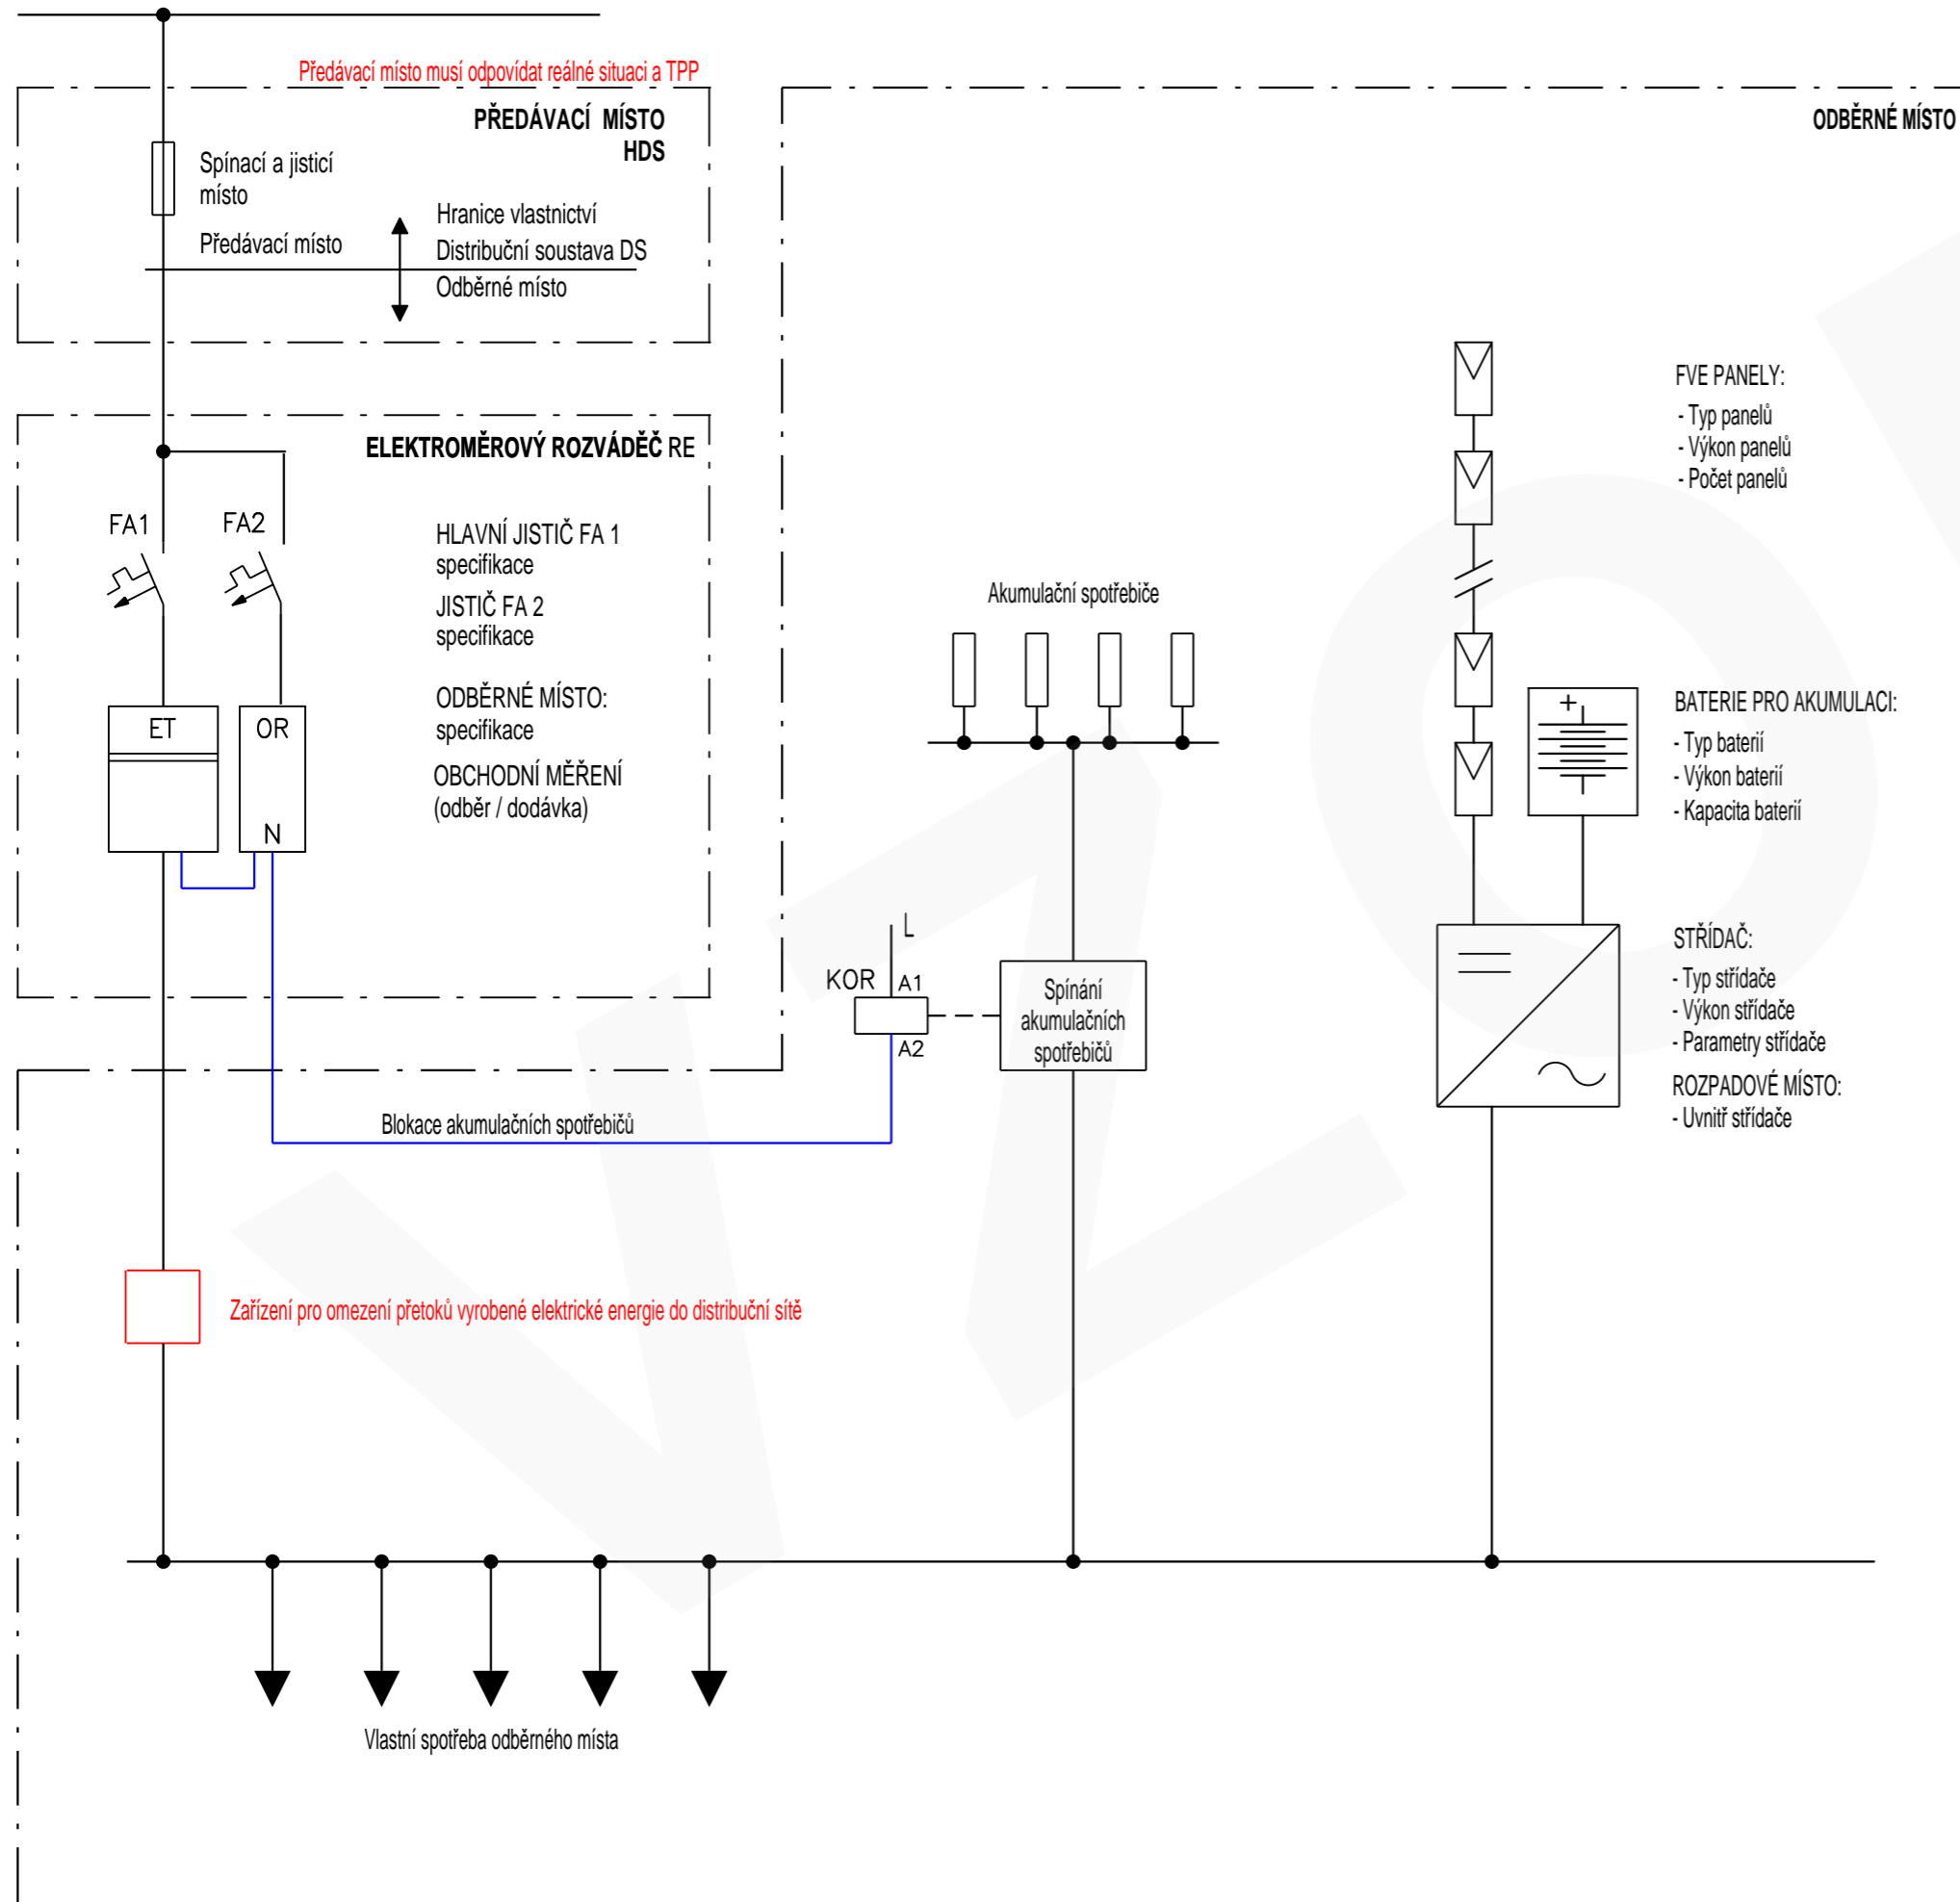 Předávací místo musí odpovídat reálné situaci a TPP
PŘEDÁVACÍ MÍSTO
HDS
Spínací a jisticí
místo
Předávací místo
Hranice vlastnictví
Distribuční soustava DS
Odběrné místo
ELEKTROMĚROVÝ ROZVÁDĚČ RE
FA1
FA2
HLAVNÍ JISTIČ FA 1
specifikace
JISTIČ FA 2
specifikace
ODBĚRNÉ MÍSTO:
specifikace
OBCHODNÍ MĚŘENÍ
(odběr / dodávka)
ET
OR
N
ODBĚRNÉ MÍSTO
Akumulační spotřebiče
L
KOR
A1
A2
Spínání
akumulačních
spotřebičů
Blokace akumulačních spotřebičů
FVE PANELY:
- Typ panelů
- Výkon panelů
- Počet panelů
+
BATERIE PRO AKUMULACI:
- Typ baterií
- Výkon baterií
- Kapacita baterií
STŘÍDAČ:
- Typ střídače
- Výkon střídače
- Parametry střídače
ROZPADOVÉ MÍSTO:
- Uvnitř střídače
Zařízení pro omezení přetoků vyrobené elektrické energie do distribuční sítě
Vlastní spotřeba odběrného místa
VZO